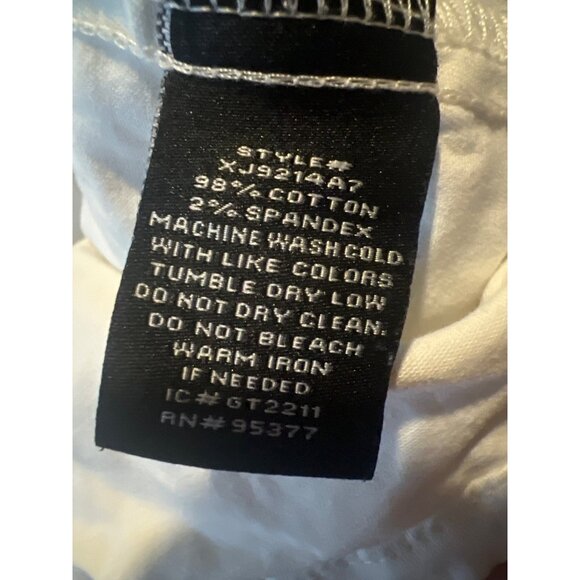 STYLE#
XJ9214A7
98% COTTON
2% SPANDEX
MACHINE WASH COLD
WITH LIKE COLORS
TUMBLE DRY LOW
DO NOT DRY CLEAN.
DO NOT BLEACH
WARM IRON
IF NEEDED
IC# GT2211
RN# 95377